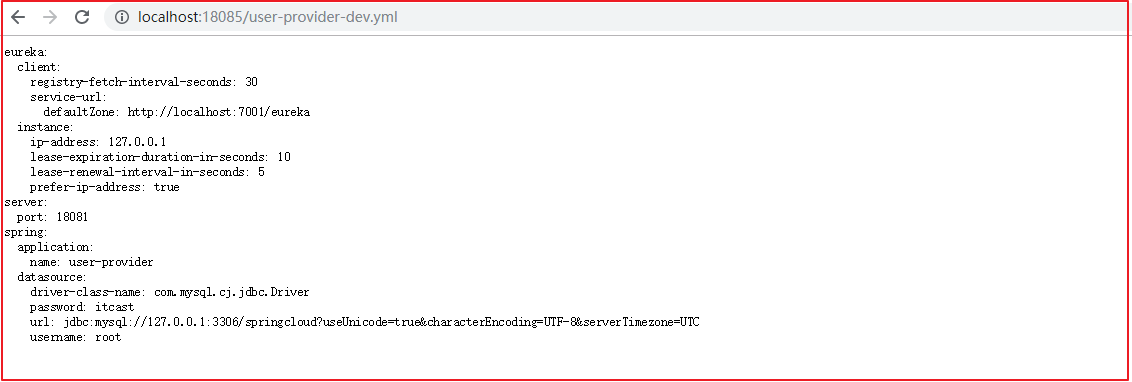 localhost:18085/user-provider-dev.yml
eureka:
  client:
    registry-fetch-interval-seconds: 30
    service-url:
      defaultZone: http://localhost:7001/eureka
  instance:
    ip-address: 127.0.0.1
    lease-expiration-duration-in-seconds: 10
    lease-renewal-interval-in-seconds: 5
    prefer-ip-address: true
server:
  port: 18081
spring:
  application:
    name: user-provider
  datasource:
    driver-class-name: com.mysql.cj.jdbc.Driver
    password: itcast
    url: jdbc:mysql://127.0.0.1:3306/springcloud?useUnicode=true&characterEncoding=UTF-8&serverTimezone=UTC
    username: root